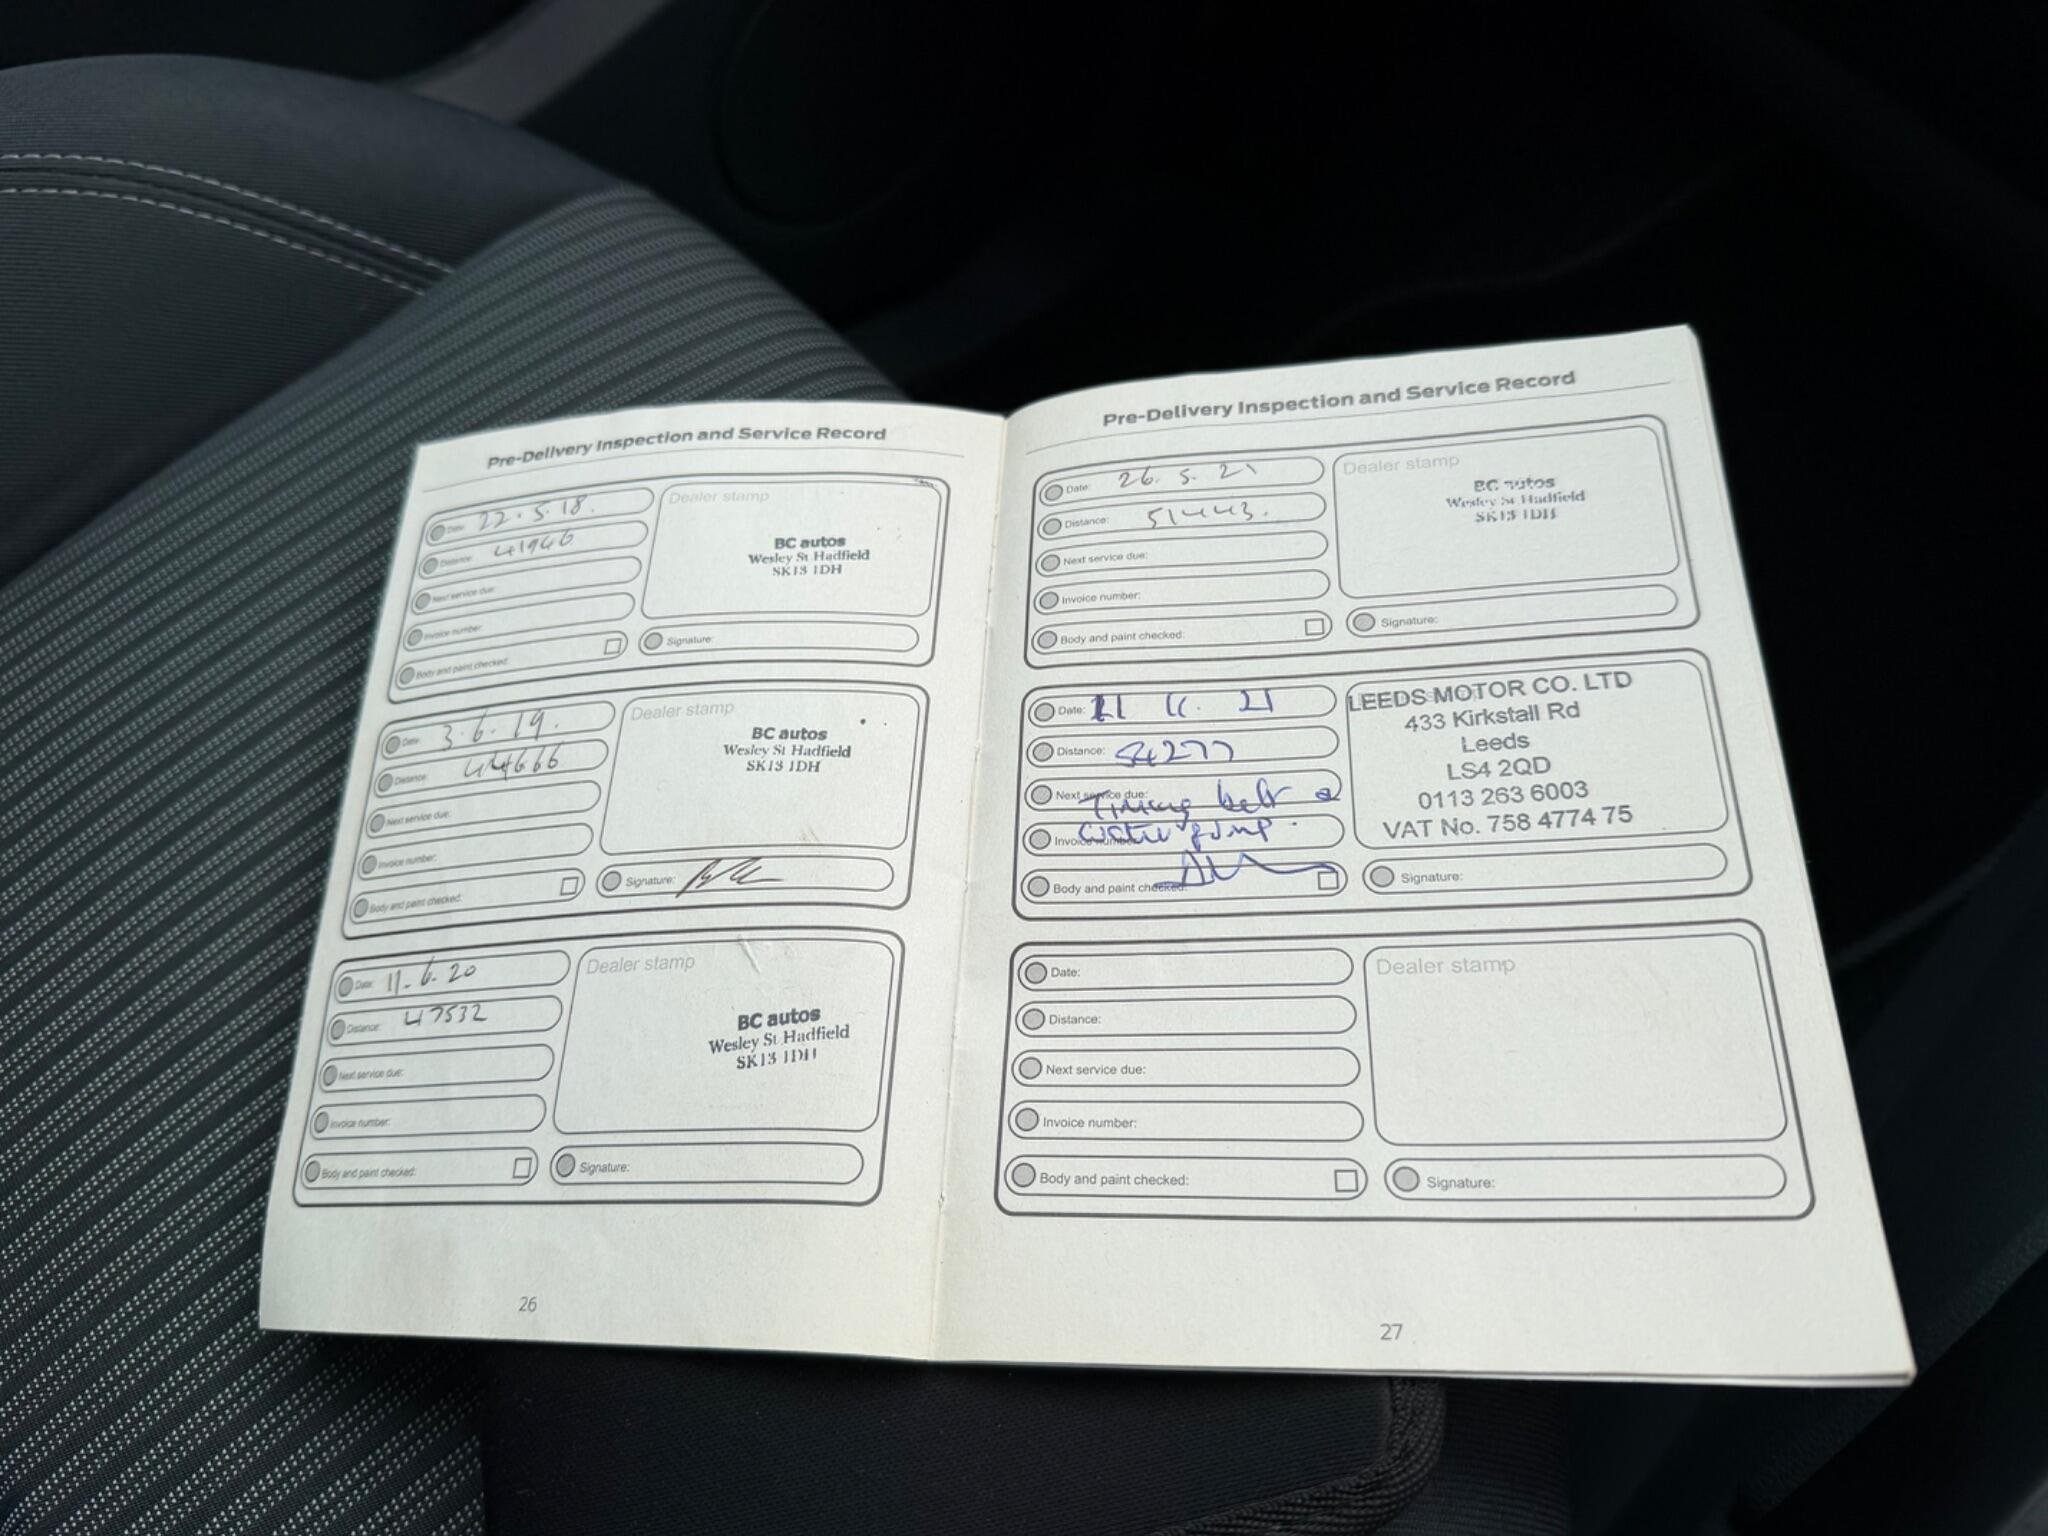 Pre-Delivery Inspection and Service Record
Date: 22.5.18.
Distance: 41946
Next service due:
Invoice number:
Body and paint checked:
Dealer stamp
BC autos
Wesley St Hadfield
SK13 1DH
Signature:
Date: 3.6.19.
Distance: 44666
Next service due:
Invoice number:
Body and paint checked:
Dealer stamp
BC autos
Wesley St Hadfield
SK13 1DH
Signature:
Date: 11.6.20
Distance: 47532
Next service due:
Invoice number:
Body and paint checked:
Dealer stamp
BC autos
Wesley St Hadfield
SK13 1DH
Signature:
26
Pre-Delivery Inspection and Service Record
Date: 26.5.21
Distance: 51443.
Next service due:
Invoice number:
Body and paint checked:
Dealer stamp
BC autos
Wesley St Hadfield
SK13 1DH
Signature:
Date: 11. 21
Distance: 54277
Next service due:
Timing belt &
water pump.
Invoice number:
Body and paint checked:
LEEDS MOTOR CO. LTD
433 Kirkstall Rd
Leeds
LS4 2QD
0113 263 6003
VAT No. 758 4774 75
Signature:
Date:
Distance:
Next service due:
Invoice number:
Body and paint checked:
Dealer stamp
Signature:
27